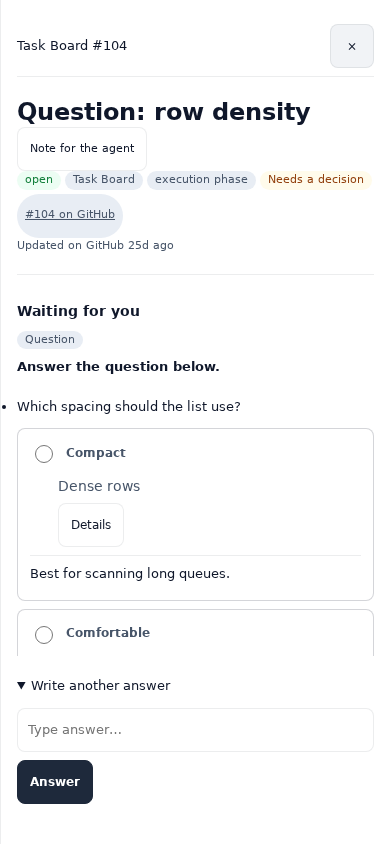 Task Board #104
×
Question: row density
Note for the agent
open Task Board execution phase Needs a decision
#104 on GitHub
Updated on GitHub 25d ago
Waiting for you
Question
Answer the question below.
• Which spacing should the list use?
Compact
Dense rows
Details
Best for scanning long queues.
Comfortable
▼ Write another answer
Type answer…
Answer